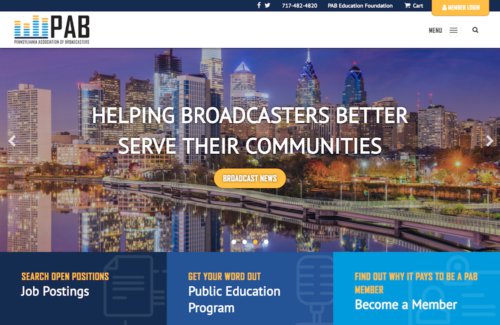 717-482-4820 PAB Education Foundation Cart MEMBER LOGIN
PAB
PENNSYLVANIA ASSOCIATION OF BROADCASTERS
MENU
HELPING BROADCASTERS BETTER
SERVE THEIR COMMUNITIES
BROADCAST NEWS
SEARCH OPEN POSITIONS
Job Postings
GET YOUR WORD OUT
Public Education
Program
FIND OUT WHY IT PAYS TO BE A PAB
MEMBER
Become a Member